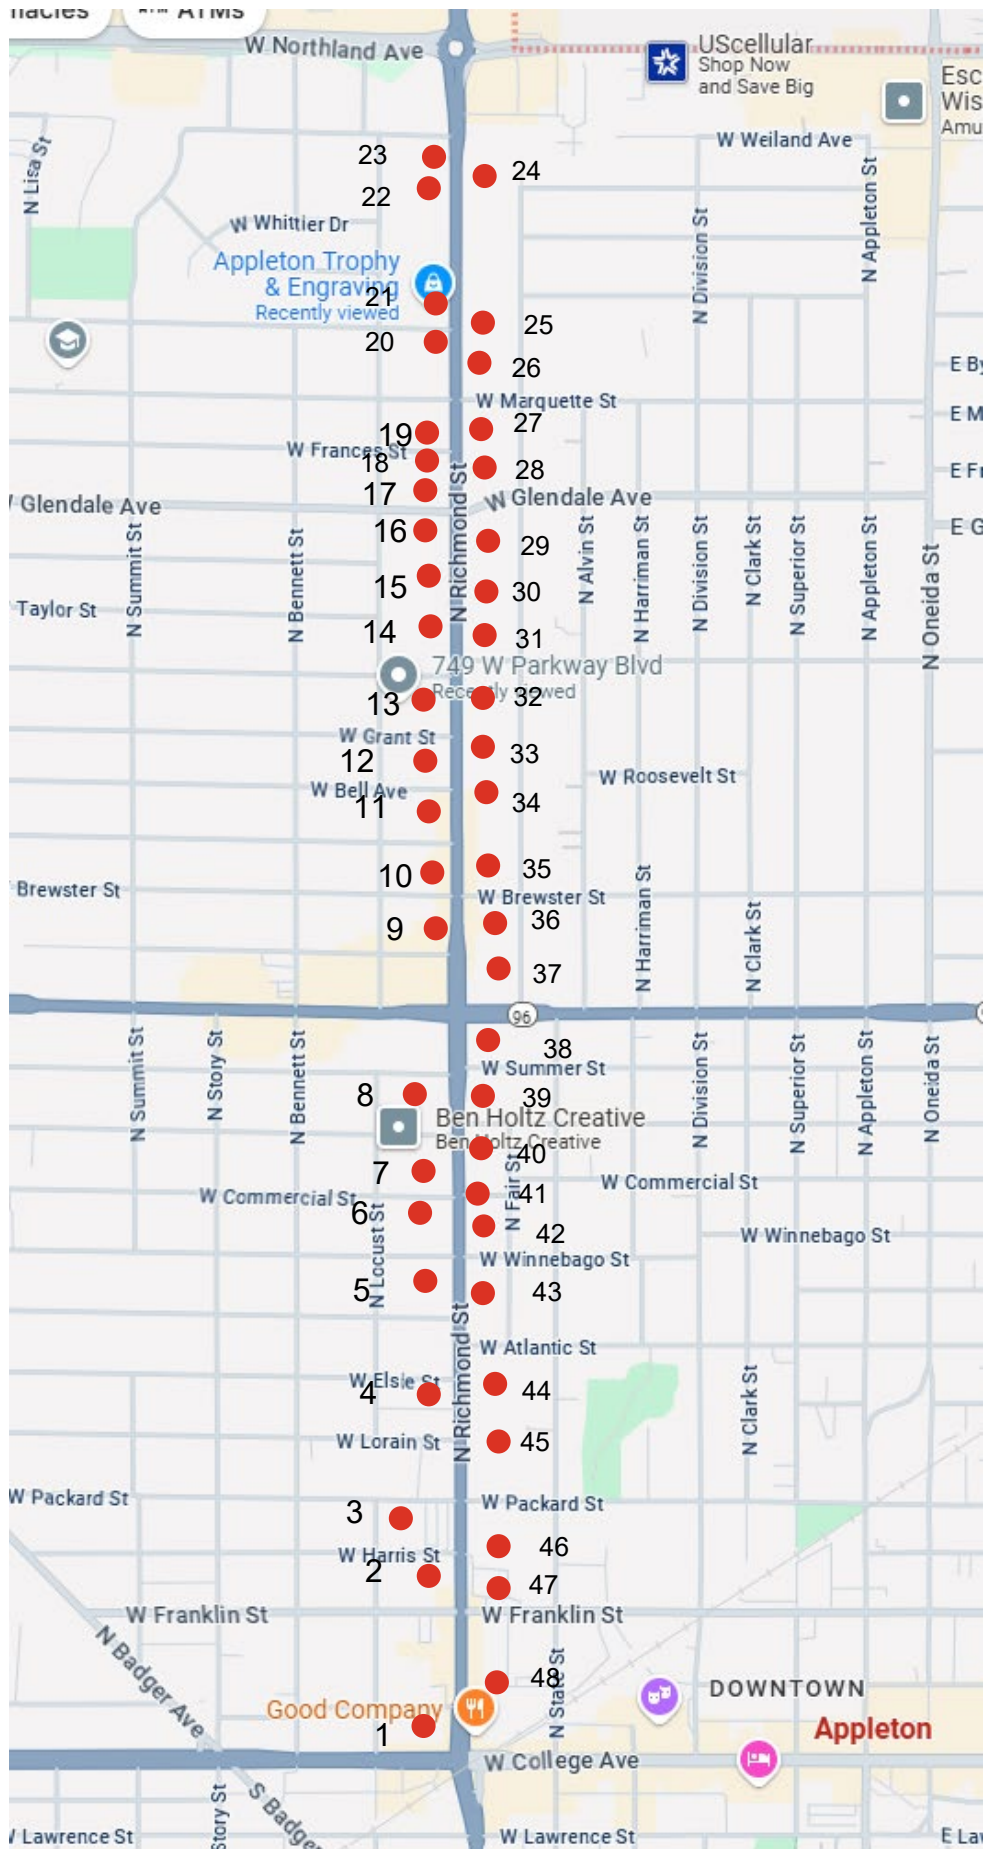 ATMs
W Northland Ave
UScellular
Shop Now
and Save Big
W Weiland Ave
23
24
22
N Lisa St
N Appleton St
W Whittier Dr
N Division St
Appleton Trophy
& Engraving
Recently viewed
21
25
20
26
W Marquette St
27
19
W Frances St
18
28
17
W Glendale Ave
Glendale Ave
16
29
N Summit St
N Bennett St
N Richmond St
N Alvin St
N Harriman St
N Division St
N Clark St
N Superior St
N Appleton St
N Oneida St
15
30
Taylor St
14
31
749 W Parkway Blvd
Recently viewed
13
32
W Grant St
12
33
W Roosevelt St
W Bell Ave
11
34
10
35
Brewster St
W Brewster St
9
36
N Harriman St
N Clark St
37
96
38
W Summer St
N Summit St
N Story St
N Bennett St
N Division St
N Superior St
N Appleton St
N Oneida St
8
39
Ben Holtz Creative
Ben Holtz Creative
40
7
W Commercial St
41
W Commercial St
N Fair St
6
N Locust St
42
W Winnebago St
W Winnebago St
5
43
N Richmond St
W Atlantic St
W Elsie St
4
44
N Clark St
W Lorain St
45
W Packard St
W Packard St
3
46
W Harris St
2
47
W Franklin St
W Franklin St
N Badger Ave
48
N State St
DOWNTOWN
Good Company
1
Appleton
W College Ave
S Badger
Story St
Lawrence St
W Lawrence St